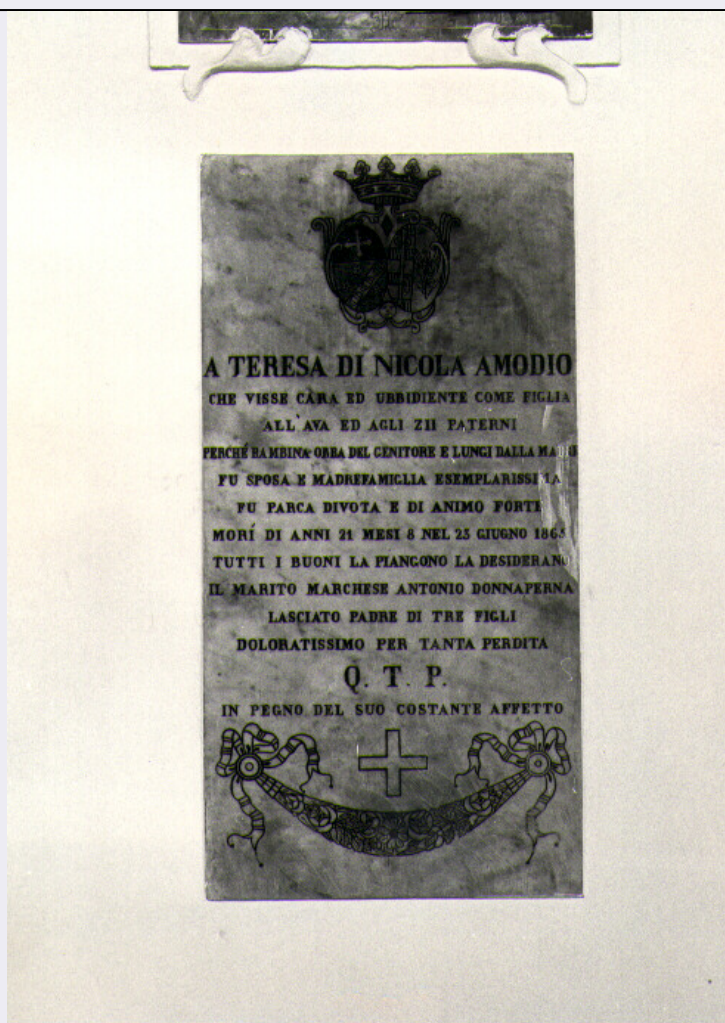 A TERESA DI NICOLA AMODIO
CHE VISSE CARA ED UBBIDIENTE COME FIGLIA
ALL'AVA ED AGLI ZII PATERNI
PERCHÉ BAMBINA ORBA DEL GENITORE E LUNGI DALLA
FU SPOSA E MADREFAMIGLIA ESEMPLARISSIMA
FU PARCA DIVOTA E DI ANIMO FORTE
MORÍ DI ANNI 21 MESI 8 NEL 23 GIUGNO
TUTTI I BUONI LA PIANGONO LA DESIDERANO
IL MARITO MARCHESE ANTONIO DONNAPERNA
LASCIATO PADRE DI TRE FIGLI
DOLORATISSIMO PER TANTA PERDITA
Q. T. P.
IN PEGNO DEL SUO COSTANTE AFFETTO